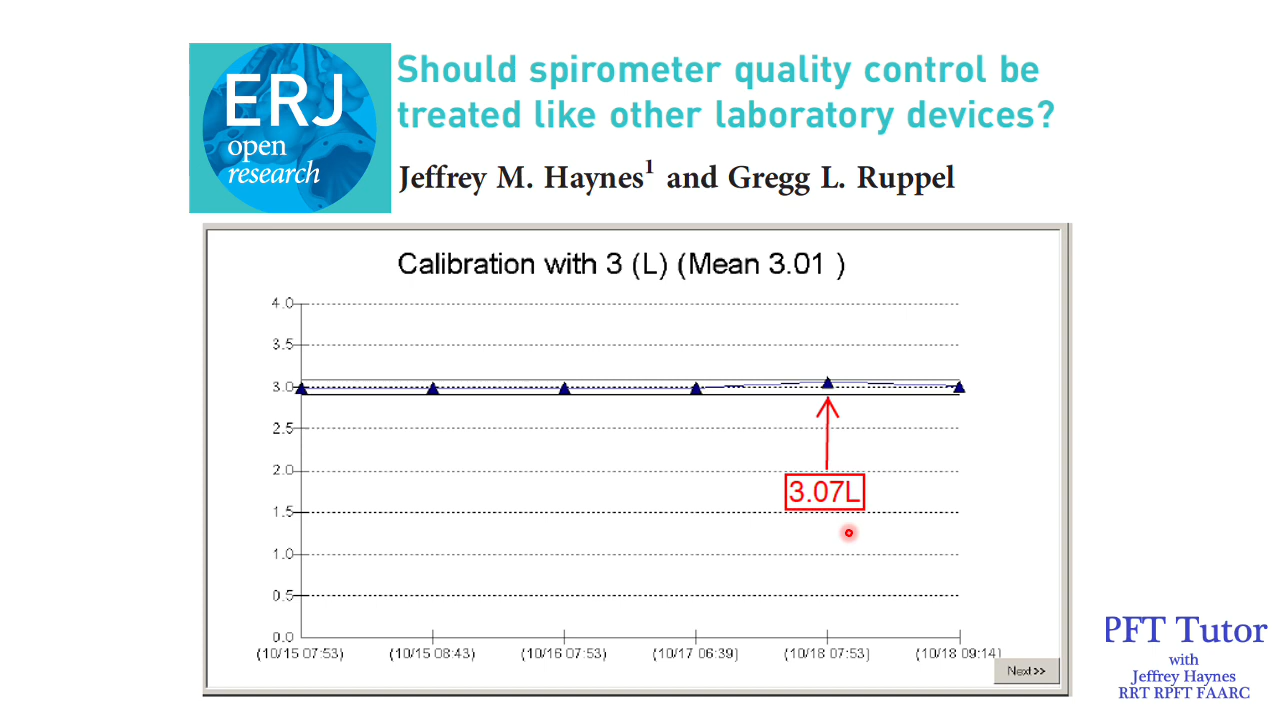 ERJ
open
research
Should spirometer quality control be
treated like other laboratory devices?
Jeffrey M. Haynes1 and Gregg L. Ruppel
Calibration with 3 (L) (Mean 3.01 )
4.0
3.5
3.0
2.5
2.0
1.5
1.0
0.5
0.0
3.07L
(10/15 07:53) (10/15 08:43) (10/16 07:53) (10/17 06:39) (10/18 07:53) (10/18 09:14)
Next >>
PFT Tutor
with
Jeffrey Haynes
RRT RPFT FAARC